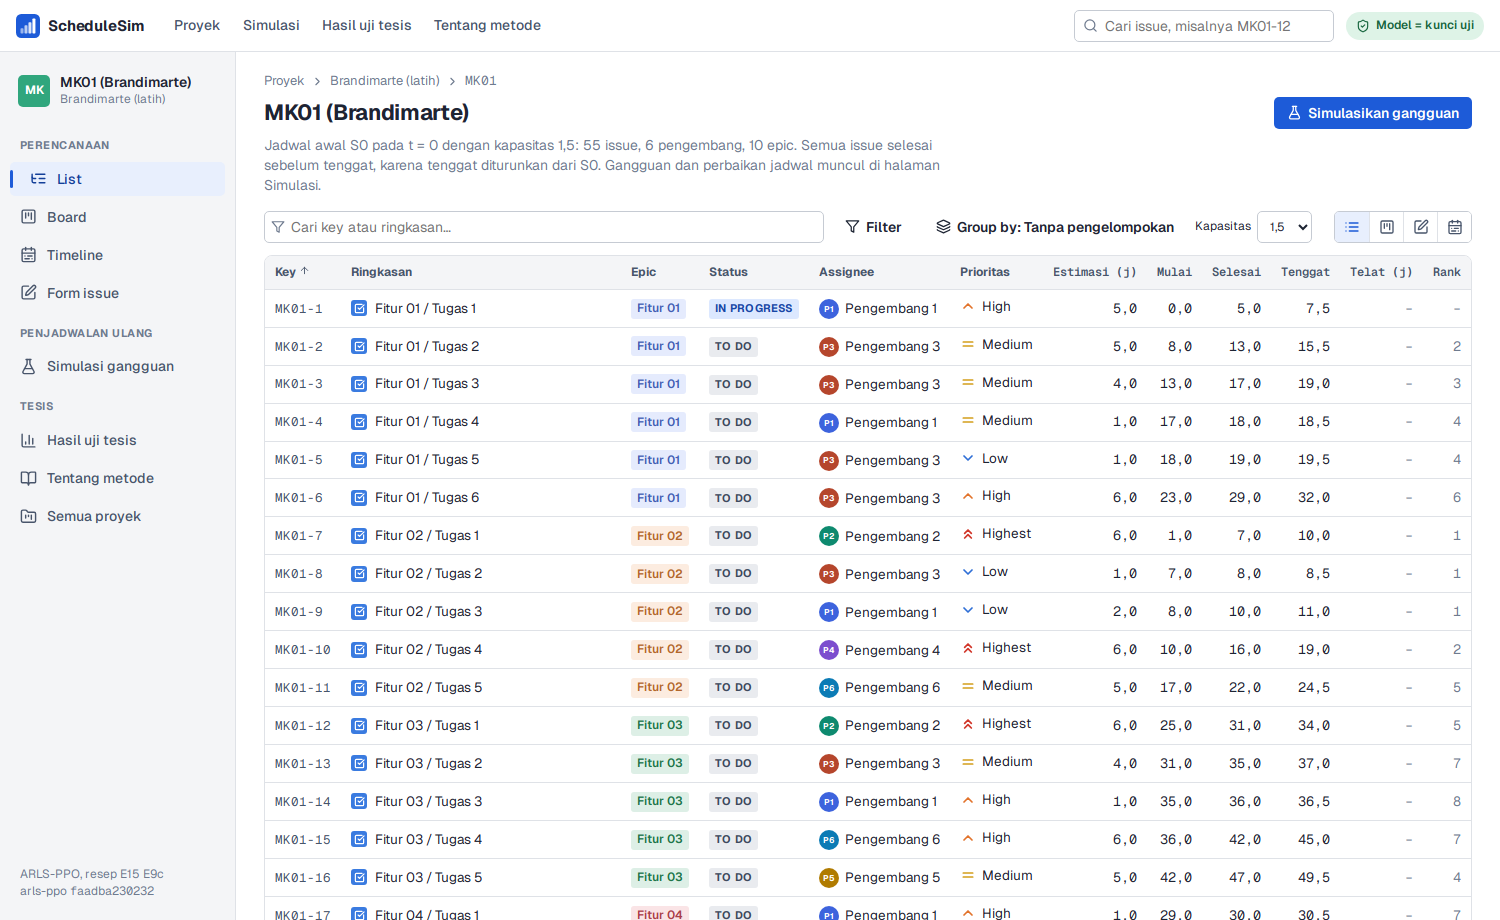 ScheduleSim Proyek Simulasi Hasil uji tesis Tentang metode Cari issue, misalnya MK01-12 Model = kunci uji
MK MK01 (Brandimarte)
Brandimarte (latih)
PERENCANAAN
List
Board
Timeline
Form issue
PENJADWALAN ULANG
Simulasi gangguan
TESIS
Hasil uji tesis
Tentang metode
Semua proyek
ARLS-PPO, resep E15 E9c
arls-ppo faadba230232
Proyek > Brandimarte (latih) > MK01
MK01 (Brandimarte)
Simulasikan gangguan
Jadwal awal S0 pada t = 0 dengan kapasitas 1,5: 55 issue, 6 pengembang, 10 epic. Semua issue selesai
sebelum tenggat, karena tenggat diturunkan dari S0. Gangguan dan perbaikan jadwal muncul di halaman
Simulasi.
Cari key atau ringkasan... Filter Group by: Tanpa pengelompokan Kapasitas 1,5
Key ↑ Ringkasan Epic Status Assignee Prioritas Estimasi (j) Mulai Selesai Tenggat Telat (j) Rank
MK01-1 Fitur 01 / Tugas 1 Fitur 01 IN PROGRESS P1 Pengembang 1 High 5,0 0,0 5,0 7,5 – –
MK01-2 Fitur 01 / Tugas 2 Fitur 01 TO DO P3 Pengembang 3 Medium 5,0 8,0 13,0 15,5 – 2
MK01-3 Fitur 01 / Tugas 3 Fitur 01 TO DO P3 Pengembang 3 Medium 4,0 13,0 17,0 19,0 – 3
MK01-4 Fitur 01 / Tugas 4 Fitur 01 TO DO P1 Pengembang 1 Medium 1,0 17,0 18,0 18,5 – 4
MK01-5 Fitur 01 / Tugas 5 Fitur 01 TO DO P3 Pengembang 3 Low 1,0 18,0 19,0 19,5 – 4
MK01-6 Fitur 01 / Tugas 6 Fitur 01 TO DO P3 Pengembang 3 High 6,0 23,0 29,0 32,0 – 6
MK01-7 Fitur 02 / Tugas 1 Fitur 02 TO DO P2 Pengembang 2 Highest 6,0 1,0 7,0 10,0 – 1
MK01-8 Fitur 02 / Tugas 2 Fitur 02 TO DO P3 Pengembang 3 Low 1,0 7,0 8,0 8,5 – 1
MK01-9 Fitur 02 / Tugas 3 Fitur 02 TO DO P1 Pengembang 1 Low 2,0 8,0 10,0 11,0 – 1
MK01-10 Fitur 02 / Tugas 4 Fitur 02 TO DO P4 Pengembang 4 Highest 6,0 10,0 16,0 19,0 – 2
MK01-11 Fitur 02 / Tugas 5 Fitur 02 TO DO P6 Pengembang 6 Medium 5,0 17,0 22,0 24,5 – 5
MK01-12 Fitur 03 / Tugas 1 Fitur 03 TO DO P2 Pengembang 2 Highest 6,0 25,0 31,0 34,0 – 5
MK01-13 Fitur 03 / Tugas 2 Fitur 03 TO DO P3 Pengembang 3 Medium 4,0 31,0 35,0 37,0 – 7
MK01-14 Fitur 03 / Tugas 3 Fitur 03 TO DO P1 Pengembang 1 High 1,0 35,0 36,0 36,5 – 8
MK01-15 Fitur 03 / Tugas 4 Fitur 03 TO DO P6 Pengembang 6 High 6,0 36,0 42,0 45,0 – 7
MK01-16 Fitur 03 / Tugas 5 Fitur 03 TO DO P5 Pengembang 5 Medium 5,0 42,0 47,0 49,5 – 4
MK01-17 Fitur 04 / Tugas 1 Fitur 04 TO DO P1 Pengembang 1 High 1,0 29,0 30,0 30,5 – 7